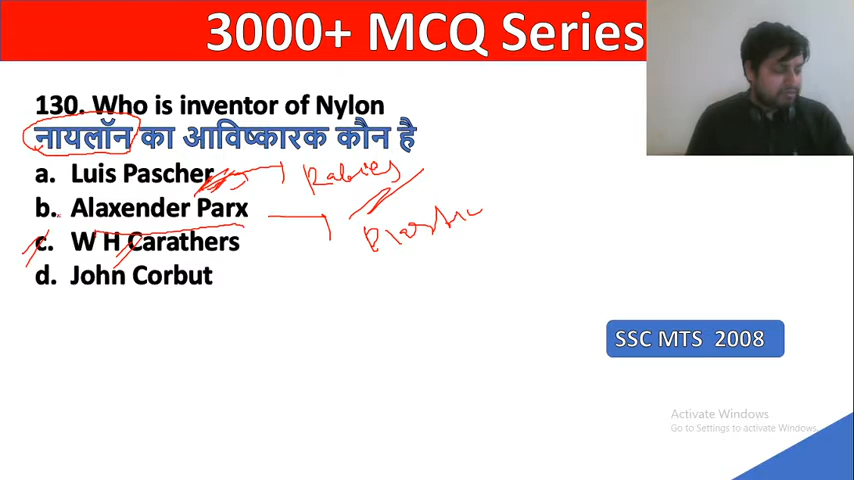 3000+ MCQ Series
130. Who is inventor of Nylon
नायलॉन का आविष्कारक कौन है
a. Luis Pascher
Rabies
b. Alaxender Parx
Plastic
c. W H Carathers
d. John Corbut
SSC MTS 2008
Activate Windows
Go to Settings to activate Windows.